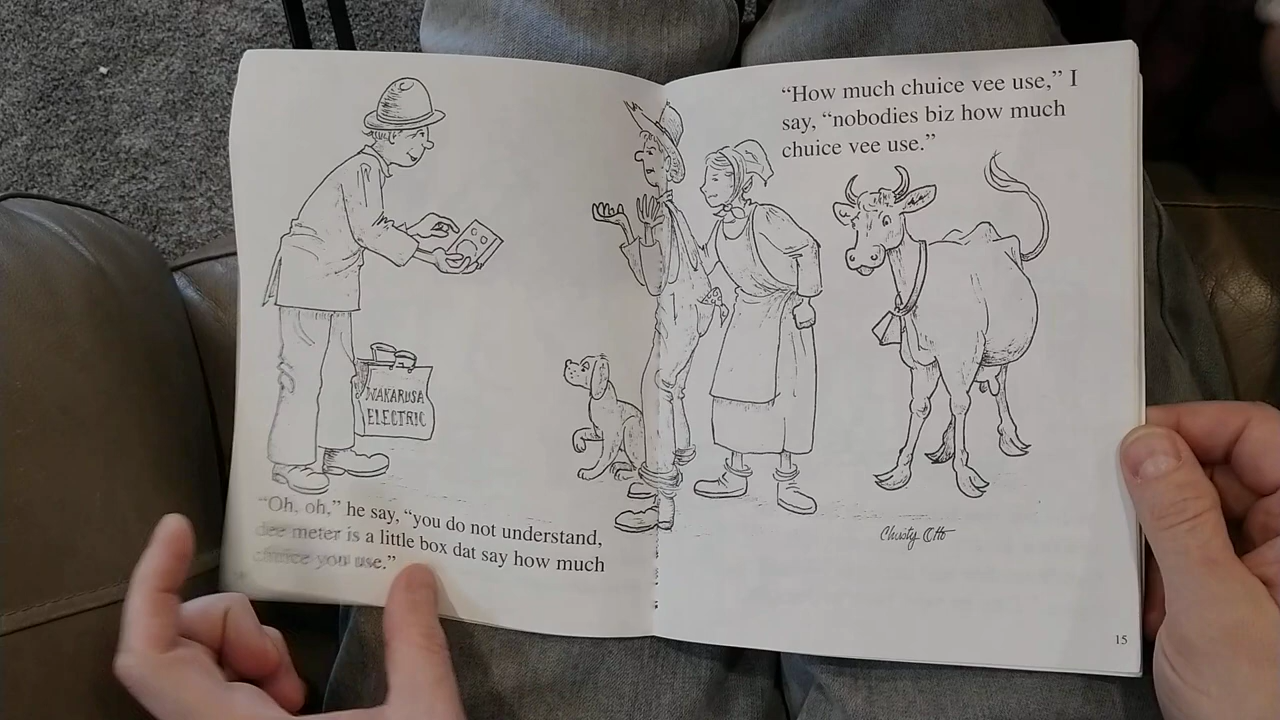 WAKARUSA
ELECTRIC
“Oh, oh,” he say, “you do not understand,
dee meter is a little box dat say how much
chuice you use.”
“How much chuice vee use,” I
say, “nobodies biz how much
chuice vee use.”
Christy Otto
15